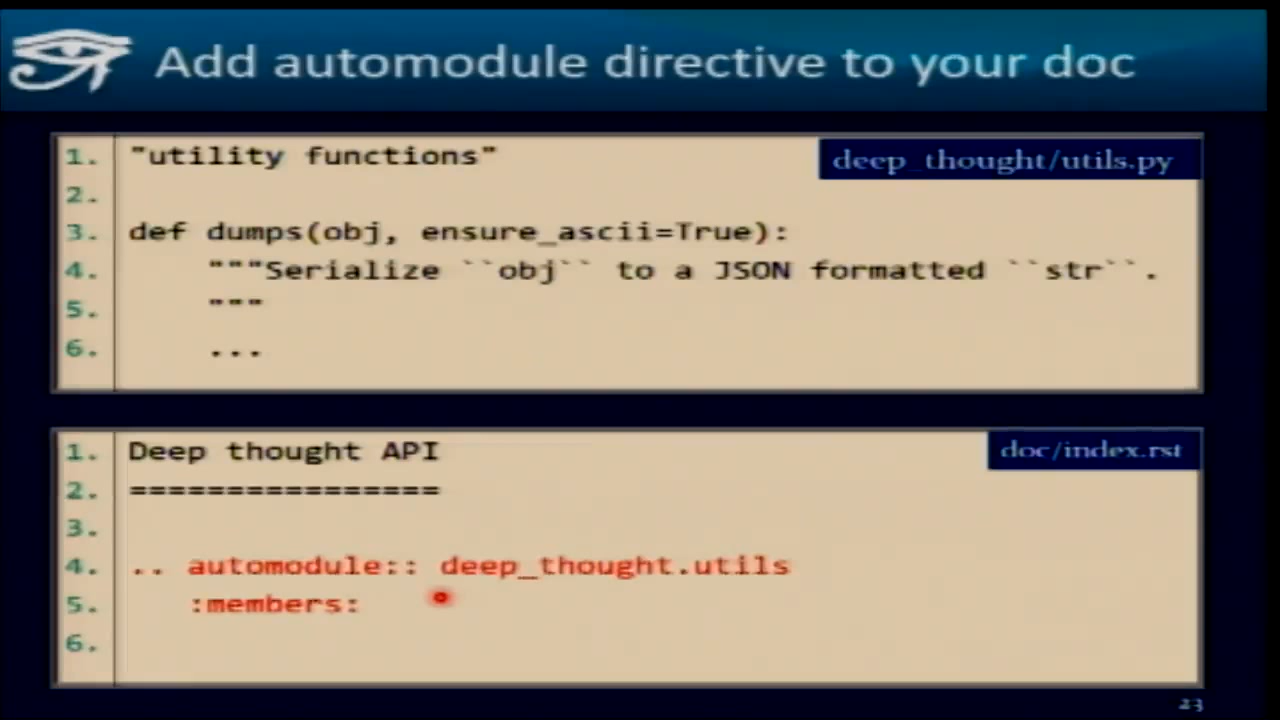 Add automodule directive to your doc
deep_thought/utils.py
1. "utility functions"
2.
3. def dumps(obj, ensure_ascii=True):
4.     """Serialize ``obj`` to a JSON formatted ``str``.
5.     """
6.     ...
doc/index.rst
1. Deep thought API
2. ================
3.
4. .. automodule:: deep_thought.utils
5.    :members:
6.
23